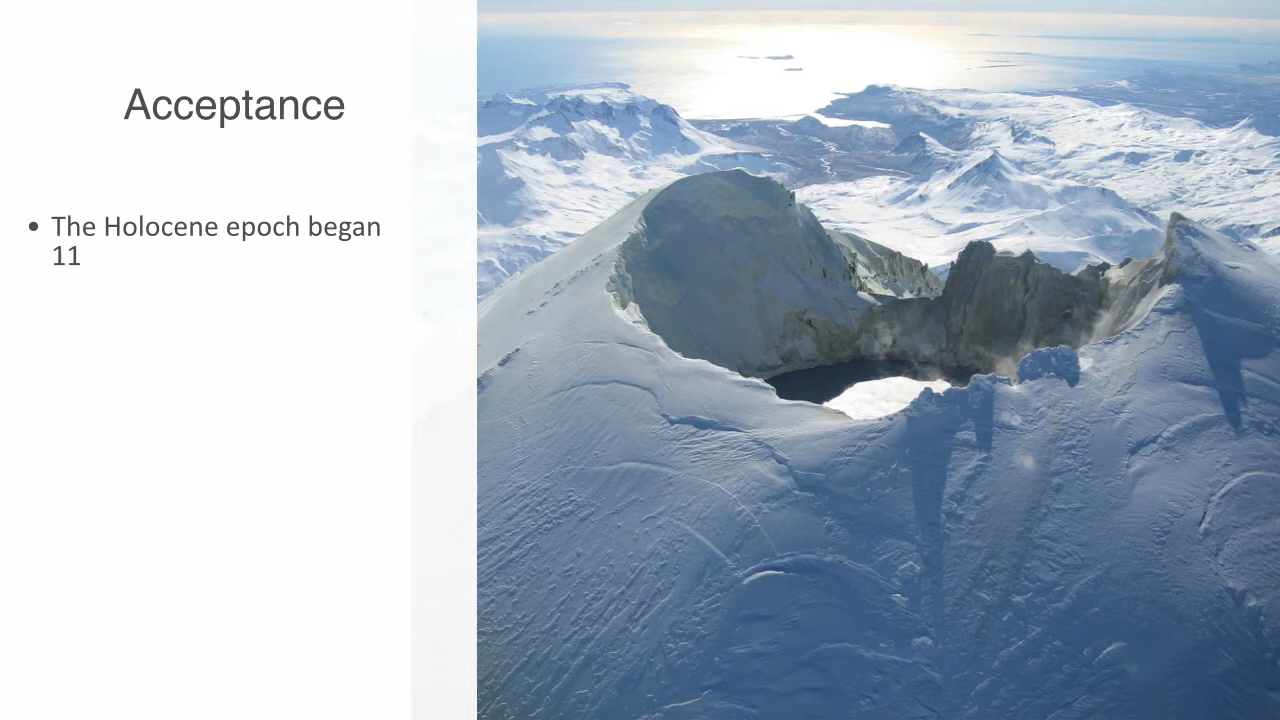 Acceptance
• The Holocene epoch began
11